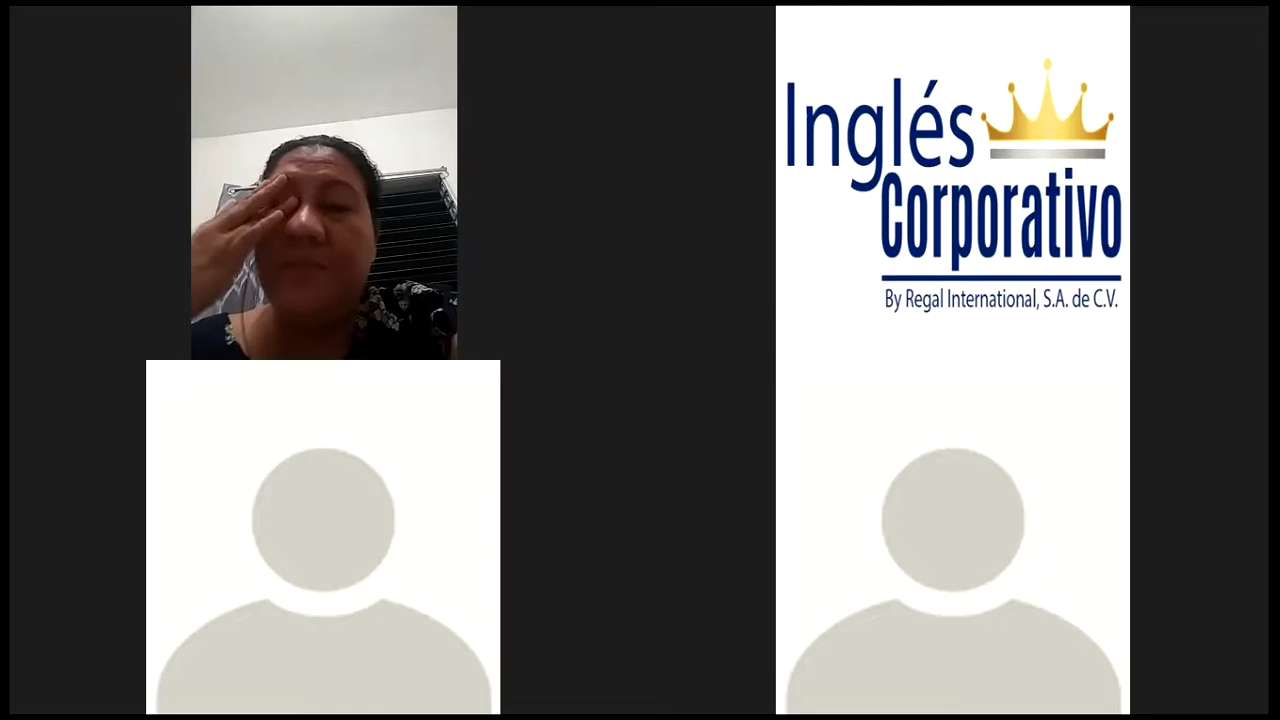 Inglés
Corporativo
By Regal International, S.A. de C.V.